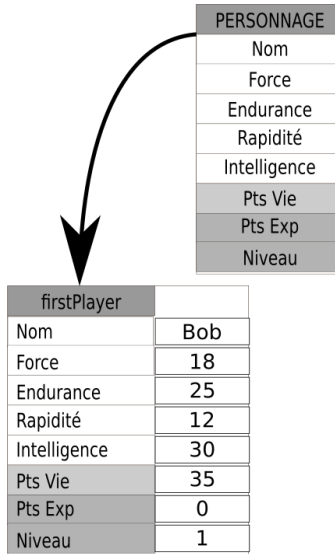 PERSONNAGE
Nom
Force
Endurance
Rapidité
Intelligence
Pts Vie
Pts Exp
Niveau
firstPlayer
Nom Bob
Force 18
Endurance 25
Rapidité 12
Intelligence 30
Pts Vie 35
Pts Exp 0
Niveau 1